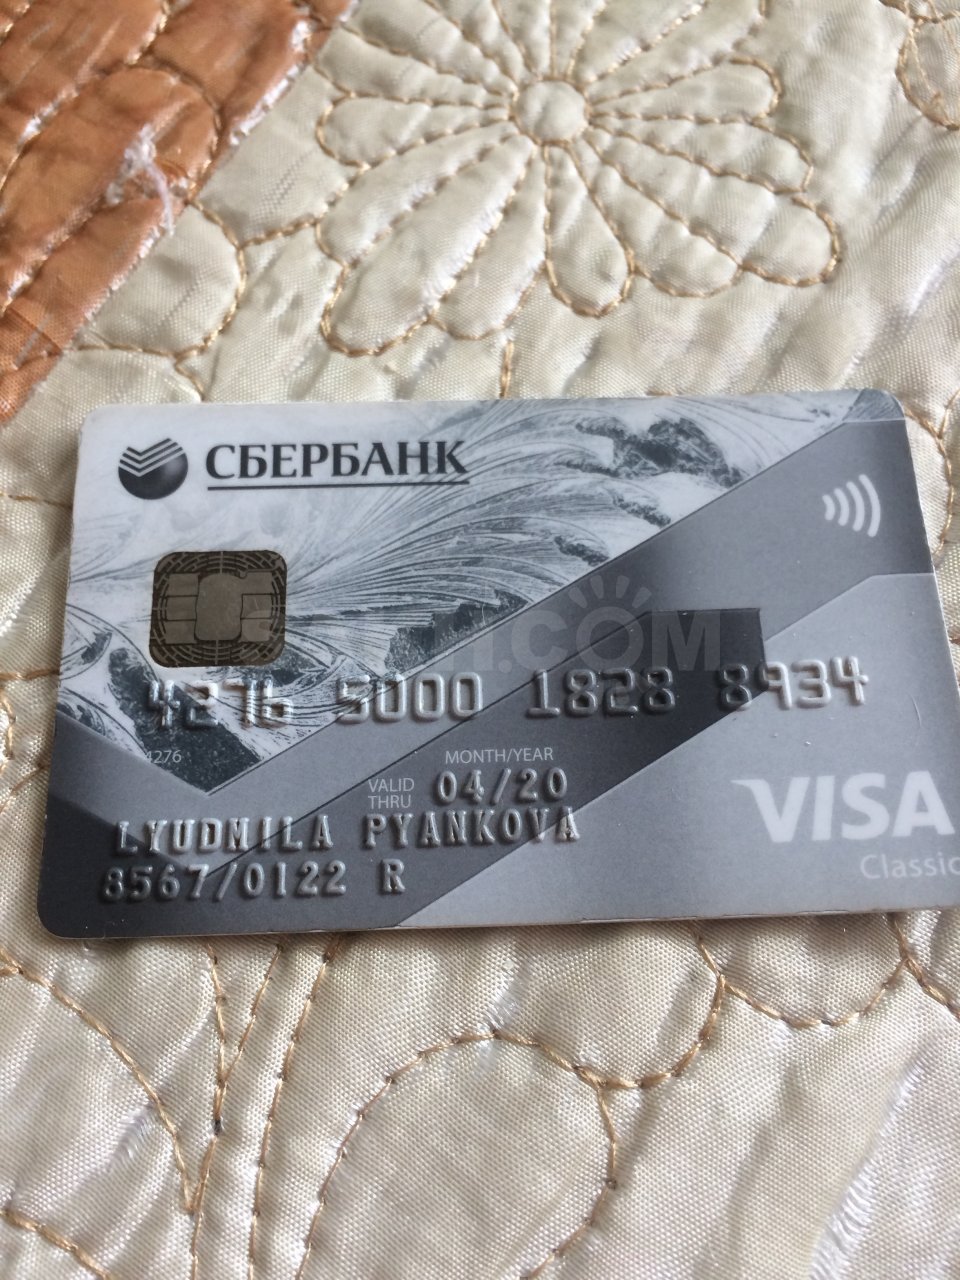 СБЕРБАНК
4276 5000 1828 8934
4276
MONTH/YEAR
VALID THRU 04/20
LYUDMILA PYANKOVA
8567/0122 R
VISA
Classic